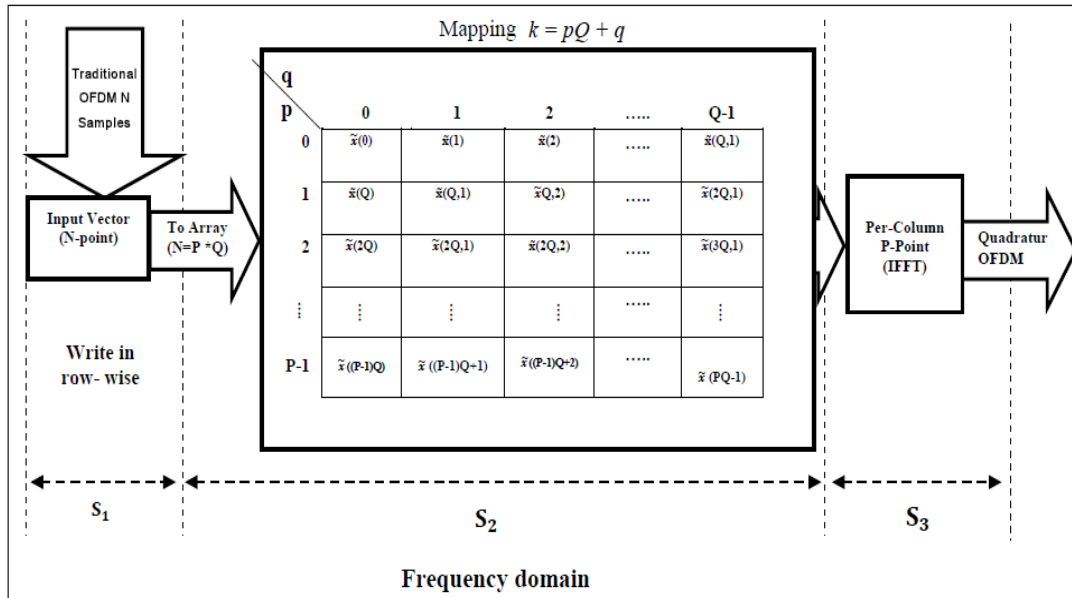 Mapping k = pQ + q
Traditional
OFDM N
Samples
Input Vector
(N-point)
To Array
(N=P *Q)
Write in
row- wise
q
p
0 1 2 ..... Q-1
0 x̃(0) x̃(1) x̃(2) ..... x̃(Q,1)
1 x̃(Q) x̃(Q,1) x̃Q,2) ..... x̃(2Q,1)
2 x̃(2Q) x̃(2Q,1) x̃(2Q,2) ..... x̃(3Q,1)
⋮ ⋮ ⋮ ⋮ ..... ⋮
P-1 x̃((P-1)Q) x̃ ((P-1)Q+1) x̃((P-1)Q+2) ..... x̃ (PQ-1)
Per-Column
P-Point
(IFFT)
Quadratur
OFDM
S₁
S₂
S₃
Frequency domain